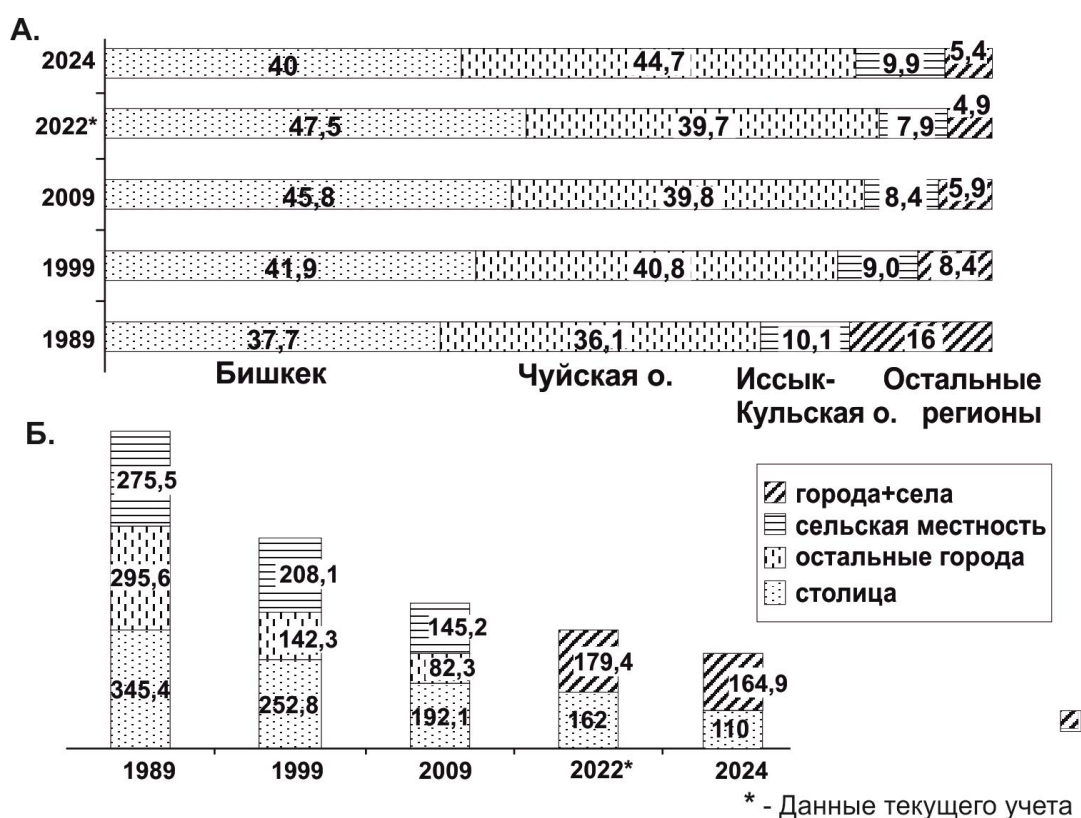 А.
2024 40 44,7 9,9 5,4
2022* 47,5 39,7 7,9 4,9
2009 45,8 39,8 8,4 5,9
1999 41,9 40,8 9,0 8,4
1989 37,7 36,1 10,1 16
Бишкек Чуйская о. Иссык- Остальные
Кульская о. регионы
Б.
275,5
295,6
345,4
208,1
142,3
252,8
145,2
82,3
192,1
179,4
162
164,9
110
города+села
сельская местность
остальные города
столица
1989 1999 2009 2022* 2024
* - Данные текущего учета